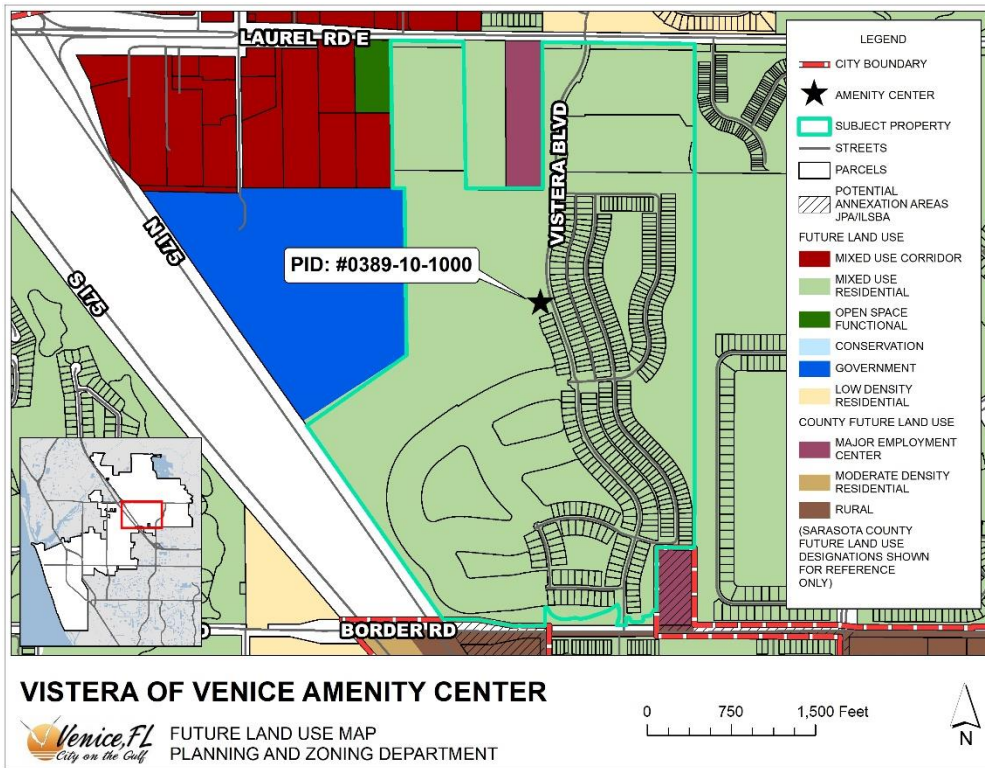 LAUREL RD E
VISTERA BLVD
N I75
S I75
PID: #0389-10-1000
BORDER RD
LEGEND
CITY BOUNDARY
AMENITY CENTER
SUBJECT PROPERTY
STREETS
PARCELS
POTENTIAL
ANNEXATION AREAS
JPA/ILSBA
FUTURE LAND USE
MIXED USE CORRIDOR
MIXED USE
RESIDENTIAL
OPEN SPACE
FUNCTIONAL
CONSERVATION
GOVERNMENT
LOW DENSITY
RESIDENTIAL
COUNTY FUTURE LAND USE
MAJOR EMPLOYMENT
CENTER
MODERATE DENSITY
RESIDENTIAL
RURAL
(SARASOTA COUNTY
FUTURE LAND USE
DESIGNATIONS SHOWN
FOR REFERENCE
ONLY)
VISTERA OF VENICE AMENITY CENTER
Venice, FL
City on the Gulf
FUTURE LAND USE MAP
PLANNING AND ZONING DEPARTMENT
0 750 1,500 Feet
N